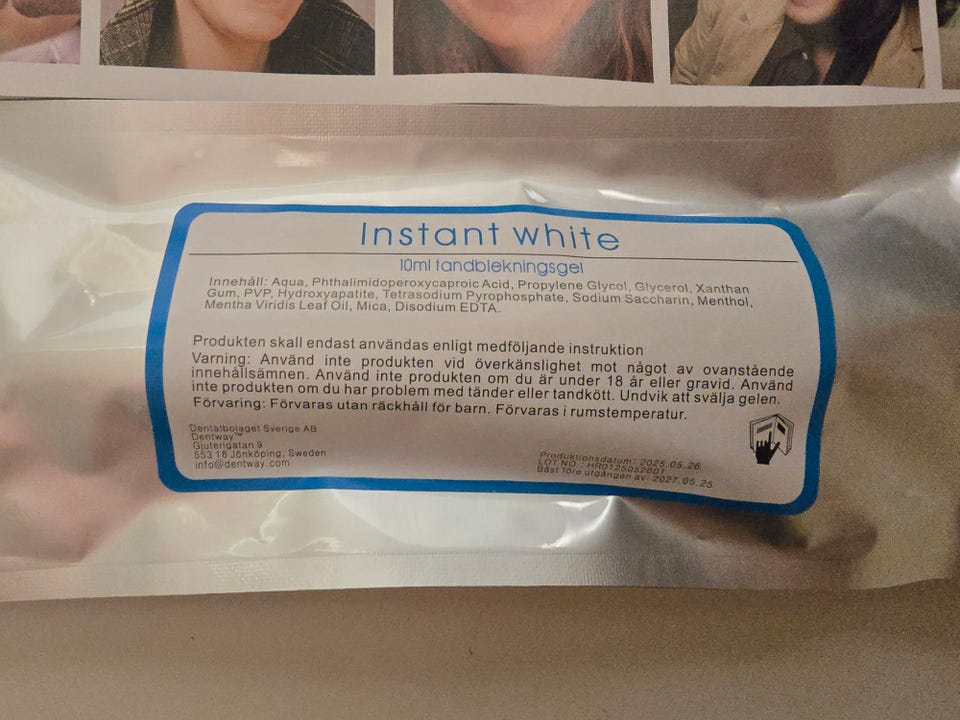 Instant white
10ml tandblekningsgel
Innehåll: Aqua, Phthalimidoperoxycaproic Acid, Propylene Glycol, Glycerol, Xanthan
Gum, PVP, Hydroxyapatite, Tetrasodium Pyrophosphate, Sodium Saccharin, Menthol,
Mentha Viridis Leaf Oil, Mica, Disodium EDTA.
Produkten skall endast användas enligt medföljande instruktion
Varning: Använd inte produkten vid överkänslighet mot något av ovanstående
innehållsämnen. Använd inte produkten om du är under 18 år eller gravid. Använd
inte produkten om du har problem med tänder eller tandkött. Undvik att svälja gelen.
Förvaring: Förvaras utan räckhåll för barn. Förvaras i rumstemperatur.
Dentalbolaget Sverige AB
Dentway™
Gjuterigatan 9
553 18 Jönköping, Sweden
info@dentway.com
Produktionsdatum: 2025.05.26
LOT NO.: HR0125052601
Bäst före utgången av: 2027.05.25